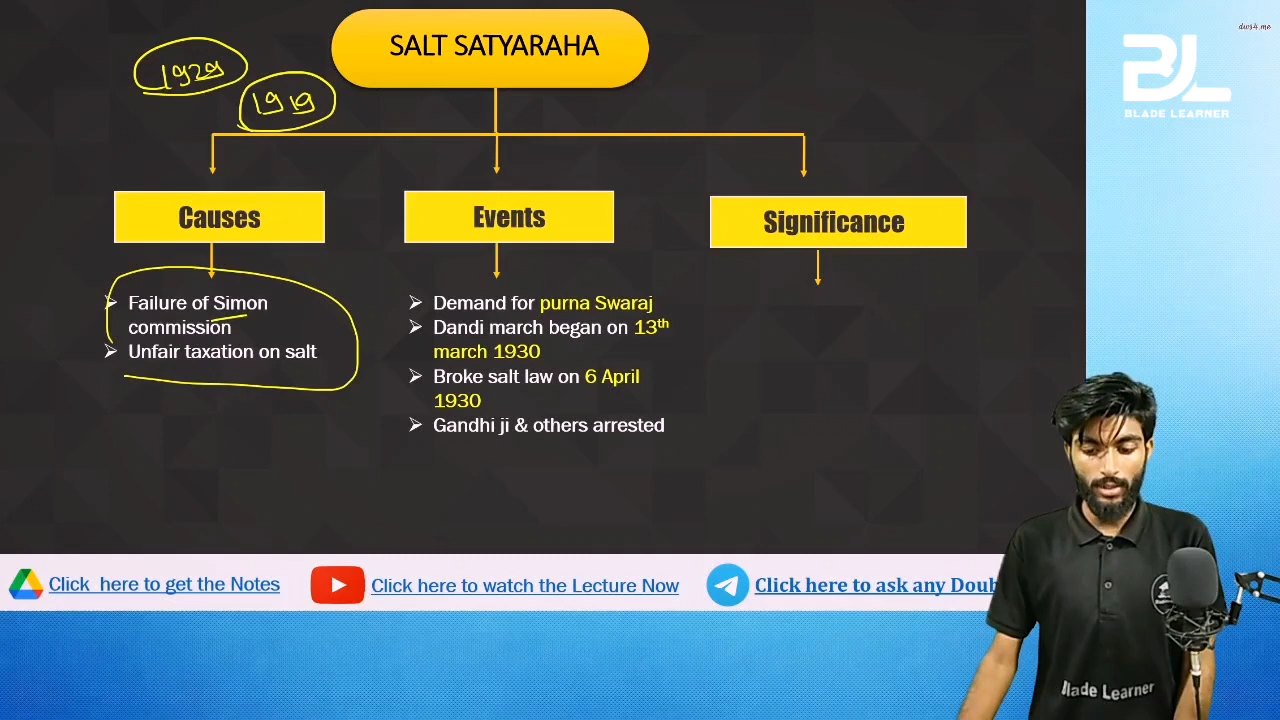 SALT SATYARAHA
1929
1919
dws4.me
BL
BLADE LEARNER
Causes
Events
Significance
➢ Failure of Simon
commission
➢ Unfair taxation on salt
➢ Demand for purna Swaraj
➢ Dandi march began on 13th
march 1930
➢ Broke salt law on 6 April
1930
➢ Gandhi ji & others arrested
Click here to get the Notes
Click here to watch the Lecture Now
Click here to ask any
Blade Learner